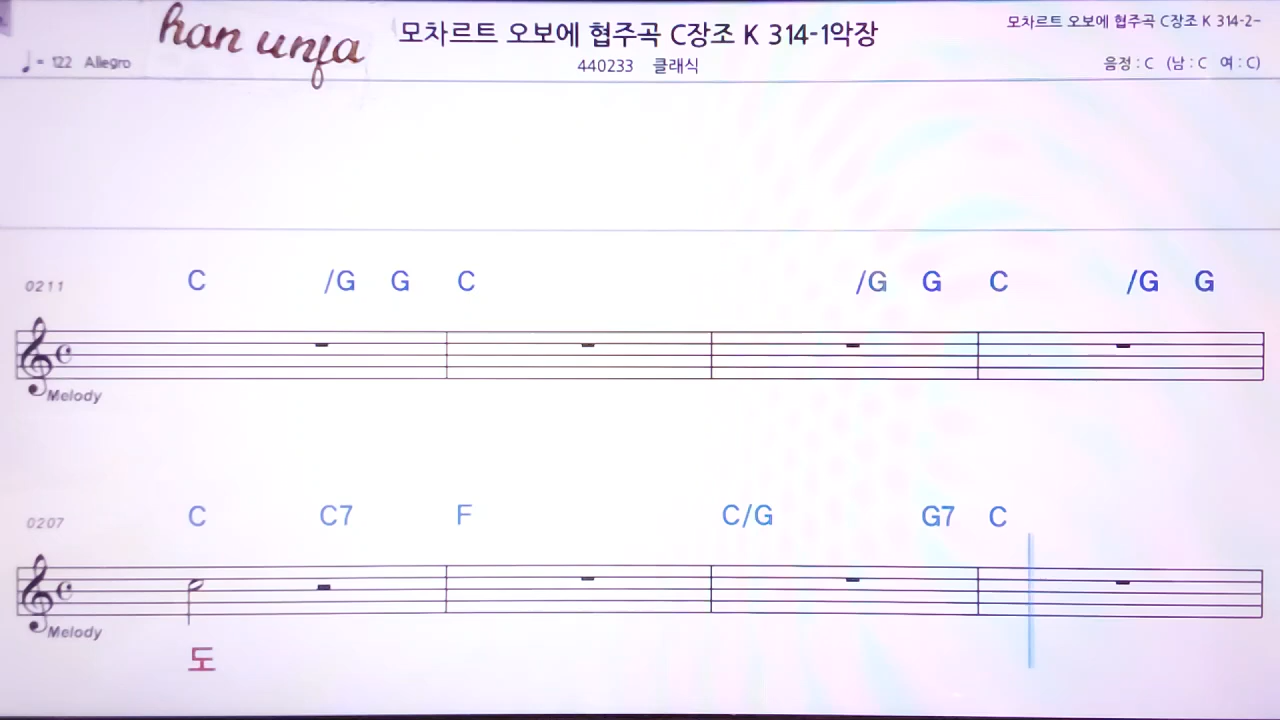 han unfa
모차르트 오보에 협주곡 C장조 K 314-1악장
모차르트 오보에 협주곡 C장조 K 314-2-
♩= 122 Allegro
440233 클래식
음정 : C (남 : C 여 : C)
0211 C /G G C /G G C /G G
Melody
0207 C C7 F C/G G7 C
Melody
도